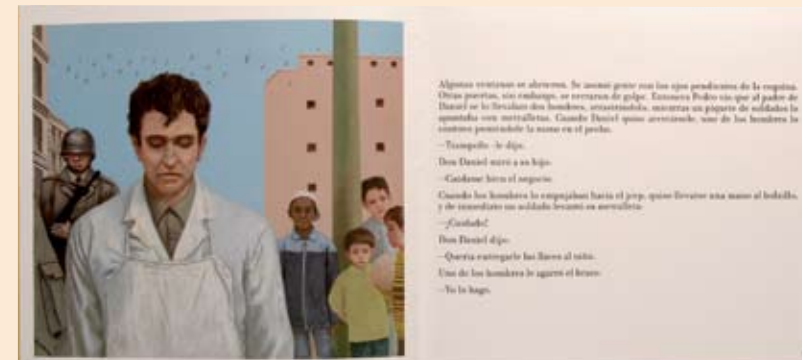 Algunas ventanas se abrieron. Se asomó gente con los ojos pendientes de la esquina.
Otras puertas, sin embargo, se cerraron de golpe. Entonces Pedro vio que al padre de
Daniel se lo llevaban dos hombres, arrastrándolo, mientras un piquete de soldados lo
apuntaba con metralletas. Cuando Daniel quiso acercársele, uno de los hombres lo
contuvo poniéndole la mano en el pecho.
—Tranquilo –le dijo.
Don Daniel miró a su hijo.
—Cuídame bien el negocio.
Cuando los hombres lo empujaban hacia el jeep, quiso llevarse una mano al bolsillo,
y de inmediato un soldado levantó su metralleta:
—¡Cuidado!
Don Daniel dijo:
—Quería entregarle las llaves al niño.
Uno de los hombres le agarró el brazo:
—Yo lo hago.